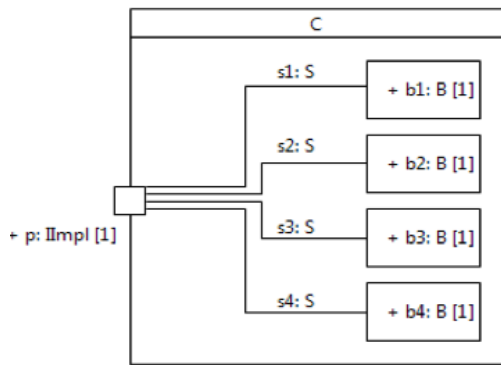 C
s1: S
+ b1: B [1]
s2: S
+ b2: B [1]
+ p: IImpl [1]
s3: S
+ b3: B [1]
s4: S
+ b4: B [1]